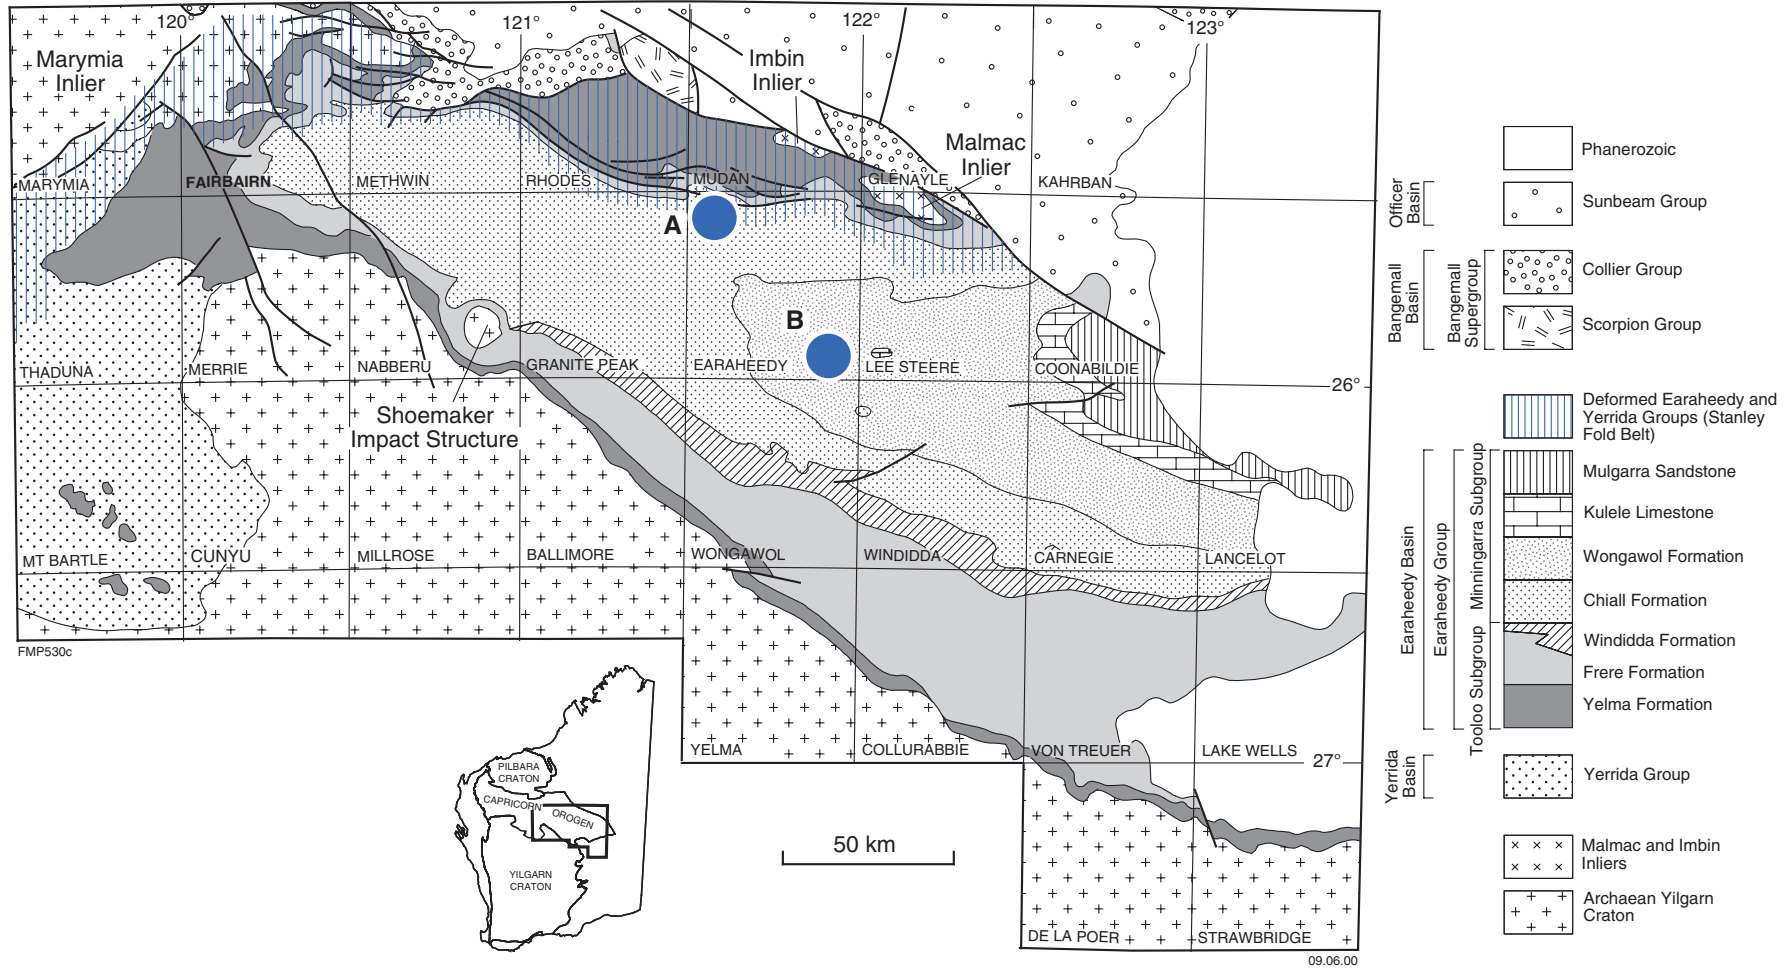 120°
121°
122°
123°
Marymia
Inlier
Imbin
Inlier
Malmac
Inlier
MARYMIA
FAIRBAIRN
METHWIN
RHODES
MUDAN
GLENAYLE
KAHRBAN
A
B
THADUNA
MERRIE
NABBERU
GRANITE PEAK
EARAHEEDY
LEE STEERE
COONABILDIE
26°
Shoemaker
Impact Structure
MT BARTLE
CUNYU
MILLROSE
BALLIMORE
WONGAWOL
WINDIDDA
CARNEGIE
LANCELOT
FMP530c
YELMA
COLLURABBIE
VON TREUER
LAKE WELLS
27°
PILBARA
CRATON
CAPRICORN
OROGEN
YILGARN
CRATON
50 km
DE LA POER
STRAWBRIDGE
09.06.00
Phanerozoic
Officer
Basin
Sunbeam Group
Bangemall
Basin
Bangemall
Supergroup
Collier Group
Scorpion Group
Deformed Earaheedy and
Yerrida Groups (Stanley
Fold Belt)
Earaheedy Basin
Earaheedy Group
Minningarra Subgroup
Mulgarra Sandstone
Kulele Limestone
Wongawol Formation
Chiall Formation
Tooloo Subgroup
Windidda Formation
Frere Formation
Yelma Formation
Yerrida
Basin
Yerrida Group
Malmac and Imbin
Inliers
Archaean Yilgarn
Craton